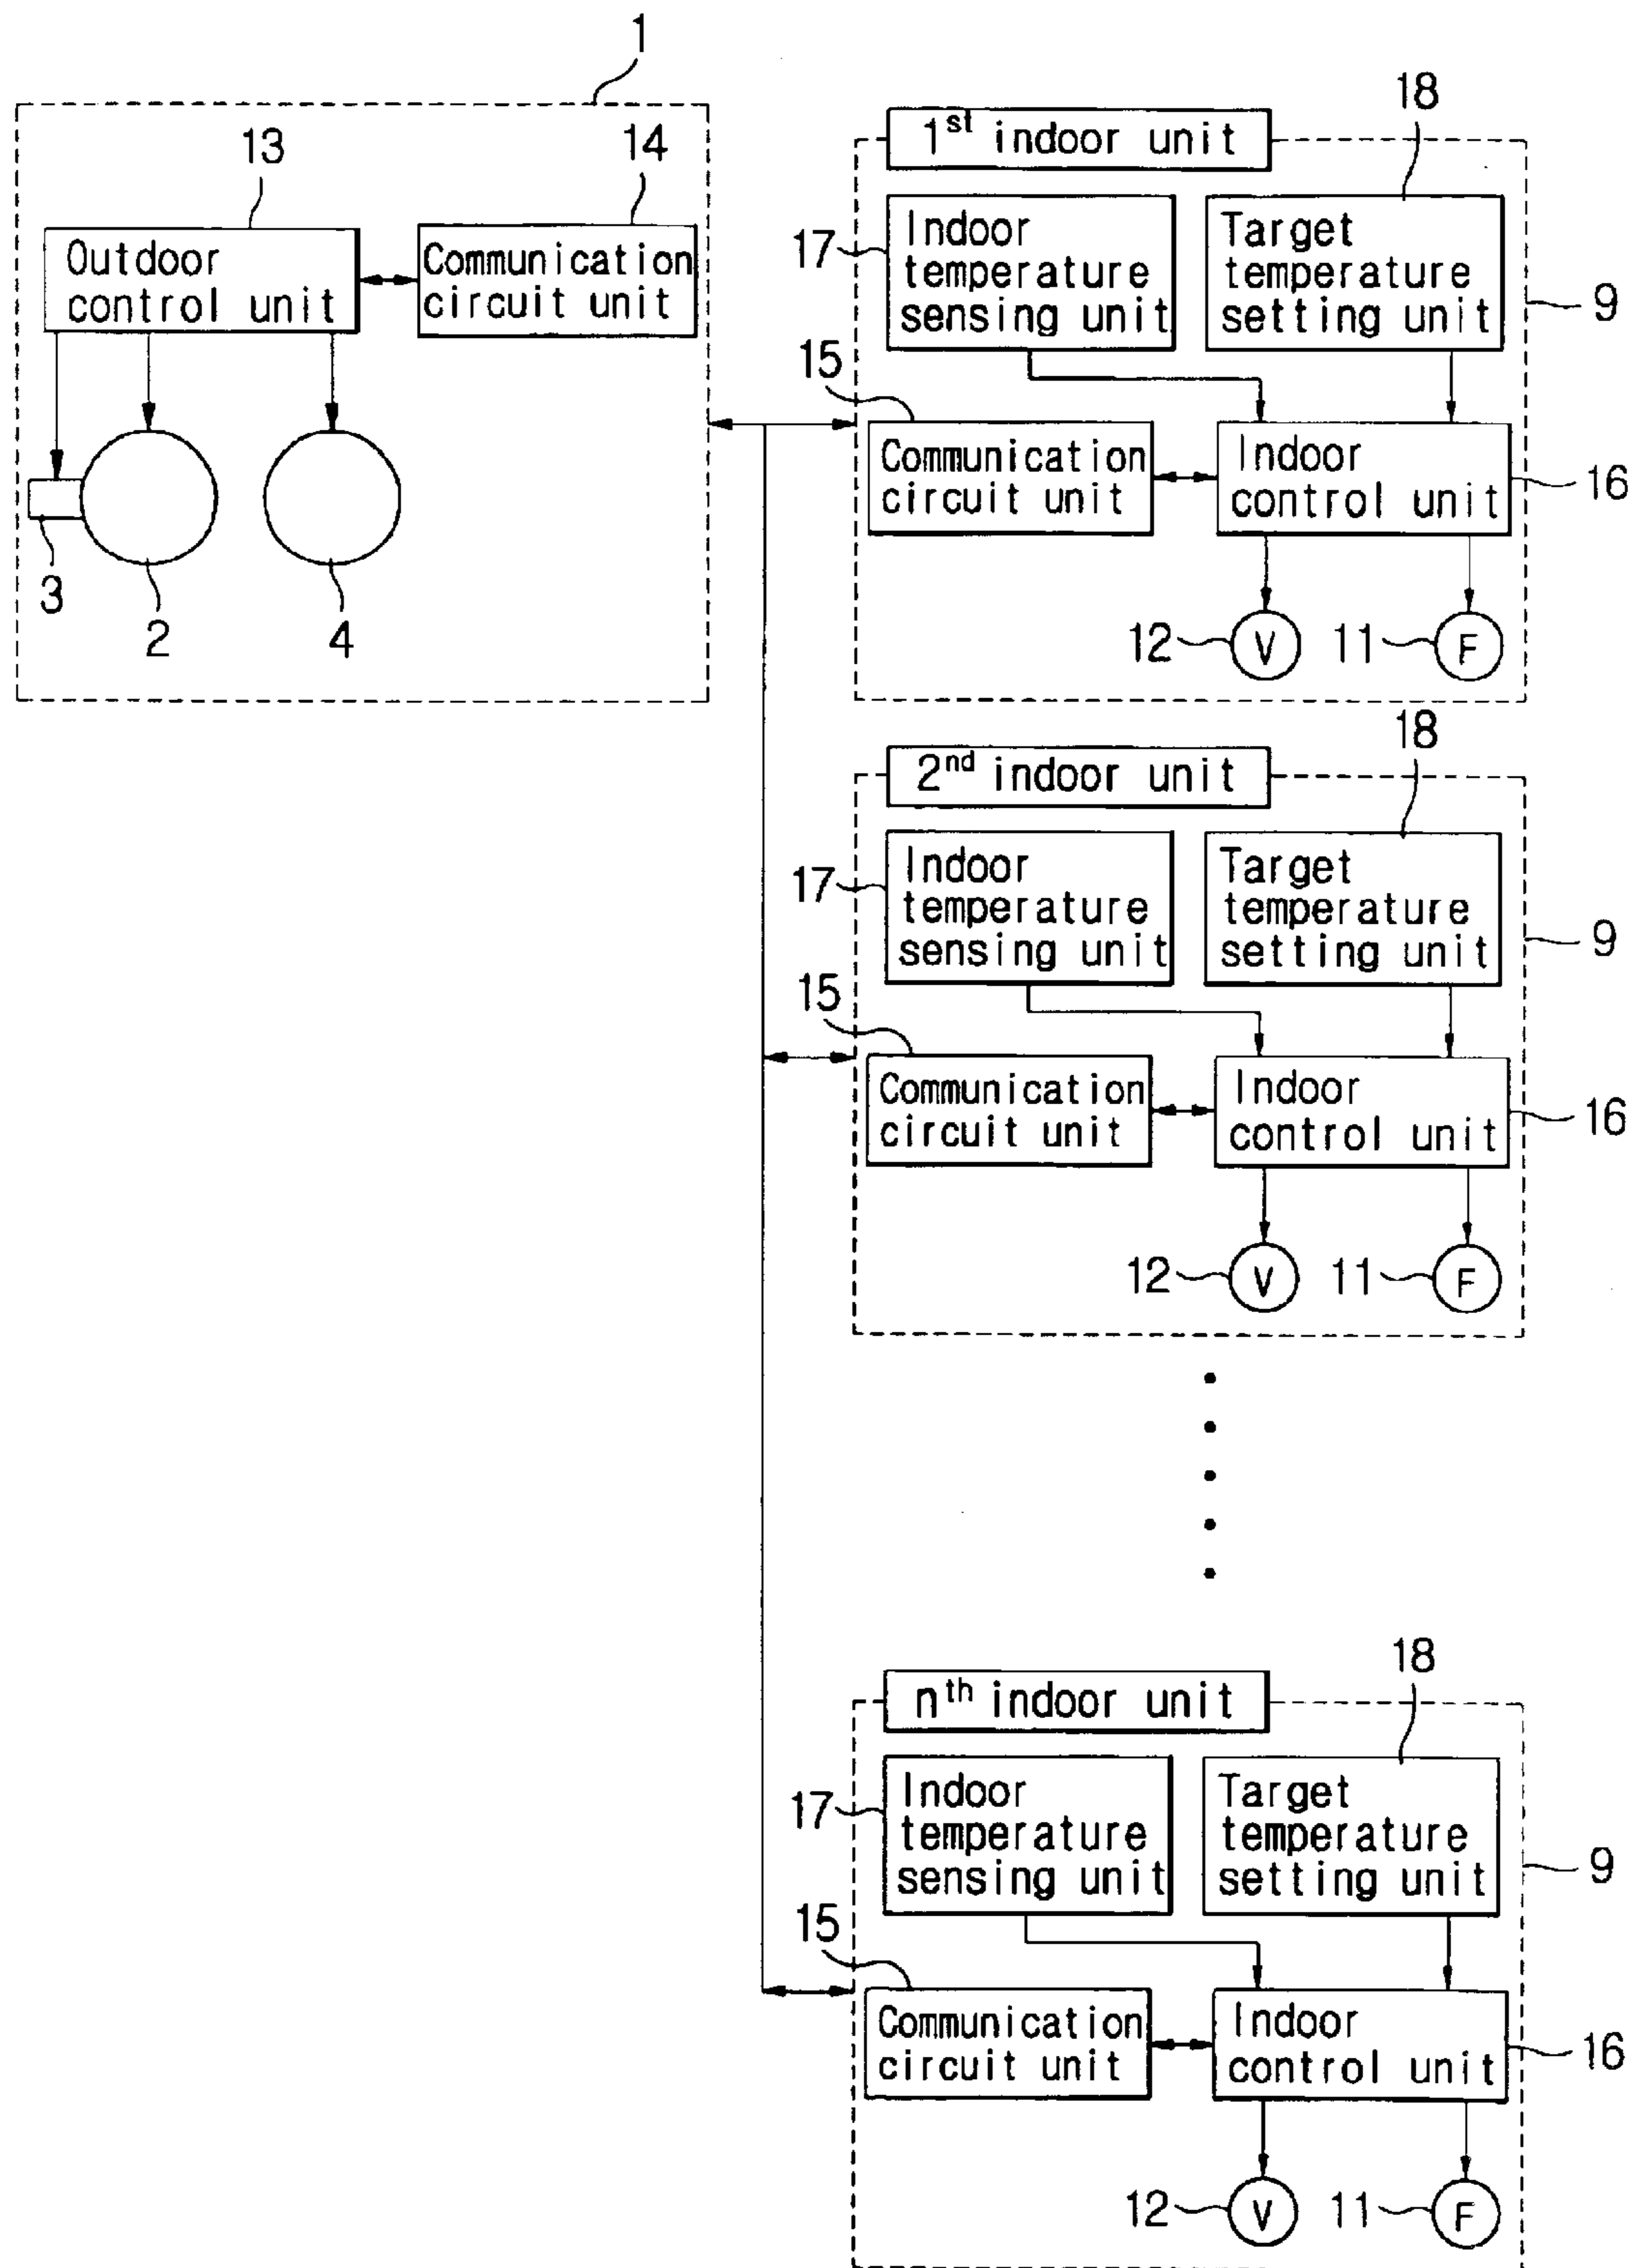 1
13
14
Outdoor
control unit
Communication
circuit unit
3
2
4
1st indoor unit
18
17
Indoor
temperature
sensing unit
Target
temperature
setting unit
9
15
Communication
circuit unit
Indoor
control unit
16
12
V
11
F
2nd indoor unit
18
17
Indoor
temperature
sensing unit
Target
temperature
setting unit
9
15
Communication
circuit unit
Indoor
control unit
16
12
V
11
F
nth indoor unit
18
17
Indoor
temperature
sensing unit
Target
temperature
setting unit
9
15
Communication
circuit unit
Indoor
control unit
16
12
V
11
F